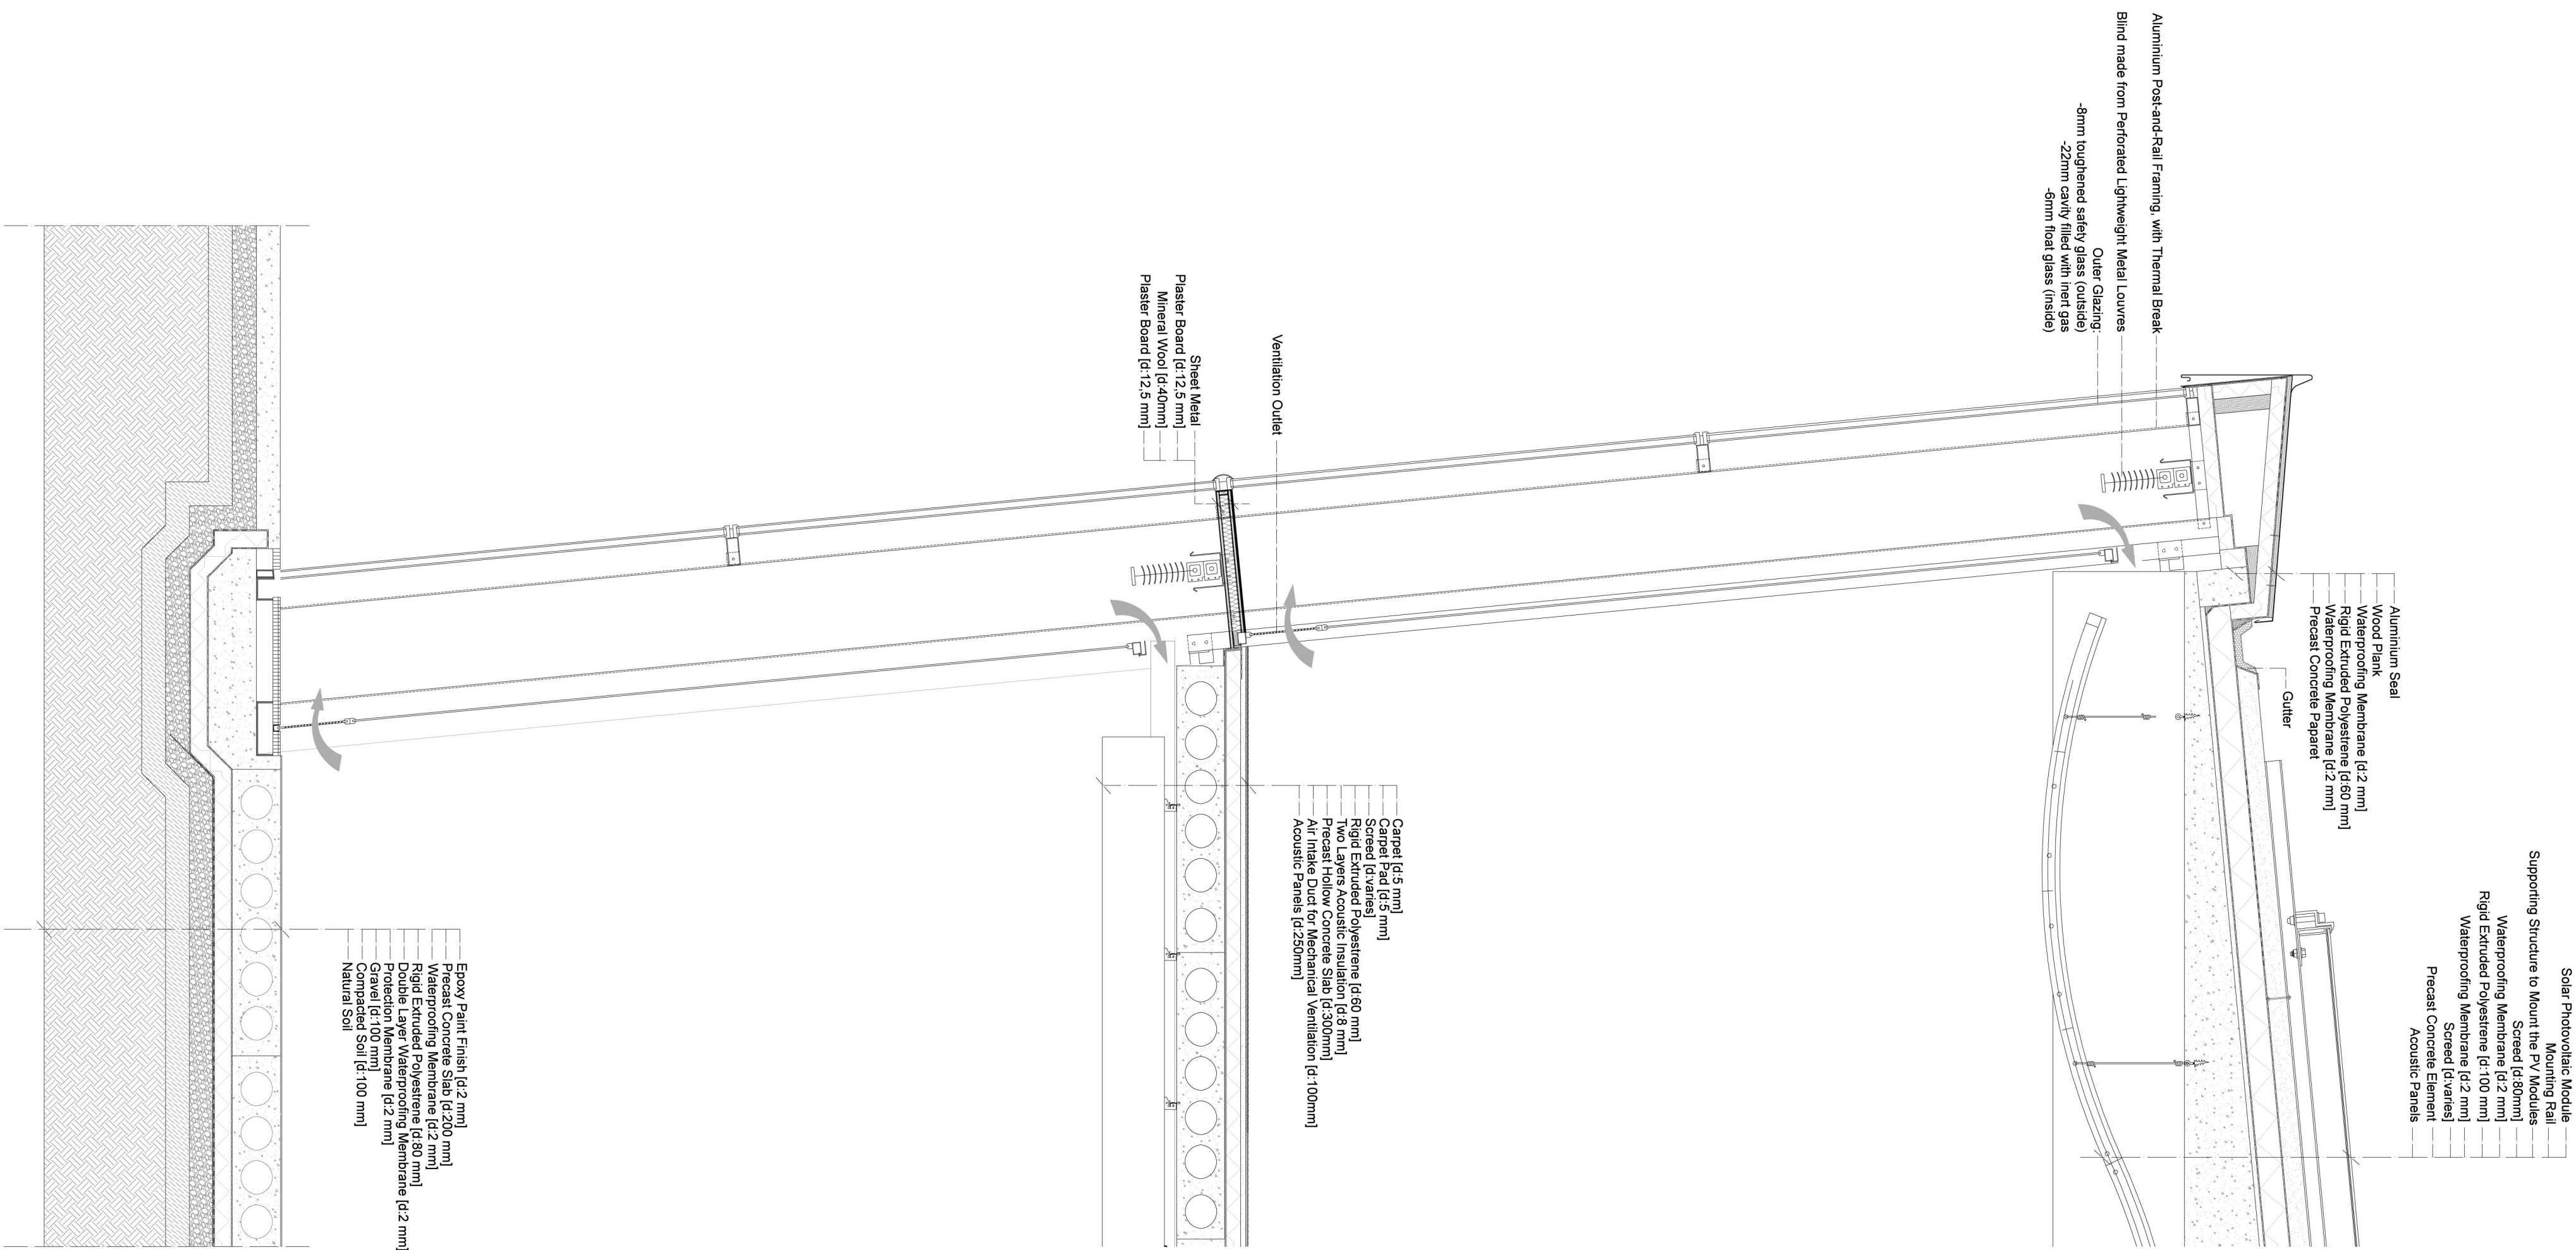 Solar Photovoltaic Module
Mounting Rail
Supporting Structure to Mount the PV Modules
Screed [d:80mm]
Waterproofing Membrane [d:2 mm]
Rigid Extruded Polyestrene [d:100 mm]
Waterproofing Membrane [d:2 mm]
Screed [d:varies]
Precast Concrete Element
Acoustic Panels
Aluminium Seal
Wood Plank
Waterproofing Membrane [d:2 mm]
Rigid Extruded Polyestrene [d:60 mm]
Waterproofing Membrane [d:2 mm]
Precast Concrete Paparet
Gutter
Aluminium Post-and-Rail Framing, with Thermal Break
Blind made from Perforated Lightweight Metal Louvres
Outer Glazing:
-8mm toughened safety glass (outside)
-22mm cavity filled with inert gas
-6mm float glass (inside)
Ventilation Outlet
Sheet Metal
Plaster Board [d:12,5 mm]
Mineral Wool [d:40mm]
Plaster Board [d:12,5 mm]
Carpet [d:5 mm]
Carpet Pad [d:5 mm]
Screed [d:varies]
Rigid Extruded Polyestrene [d:60 mm]
Two Layers Acoustic Insulation [d:8 mm]
Precast Hollow Concrete Slab [d:300mm]
Air Intake Duct for Mechanical Ventilation [d:100mm]
Acoustic Panels [d:250mm]
Epoxy Paint Finish [d:2 mm]
Precast Concrete Slab [d:200 mm]
Waterproofing Membrane [d:2 mm]
Rigid Extruded Polyestrene [d:80 mm]
Double Layer Waterproofing Membrane [d:2 mm]
Protection Membrane [d:2 mm]
Gravel [d:100 mm]
Compacted Soil [d:100 mm]
Natural Soil